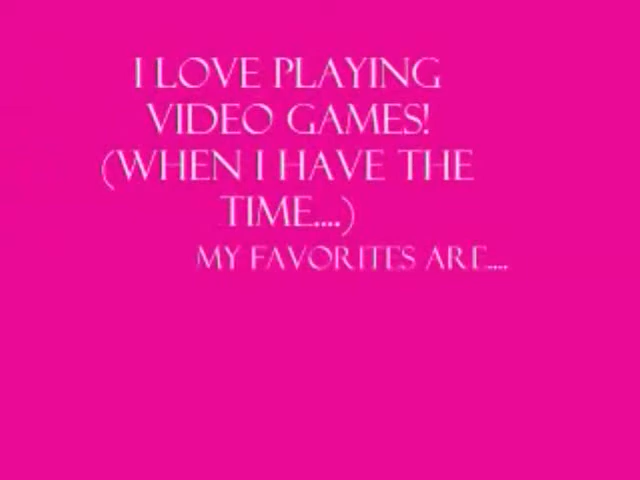 I LOVE PLAYING
VIDEO GAMES!
(WHEN I HAVE THE
TIME....)
MY FAVORITES ARE....